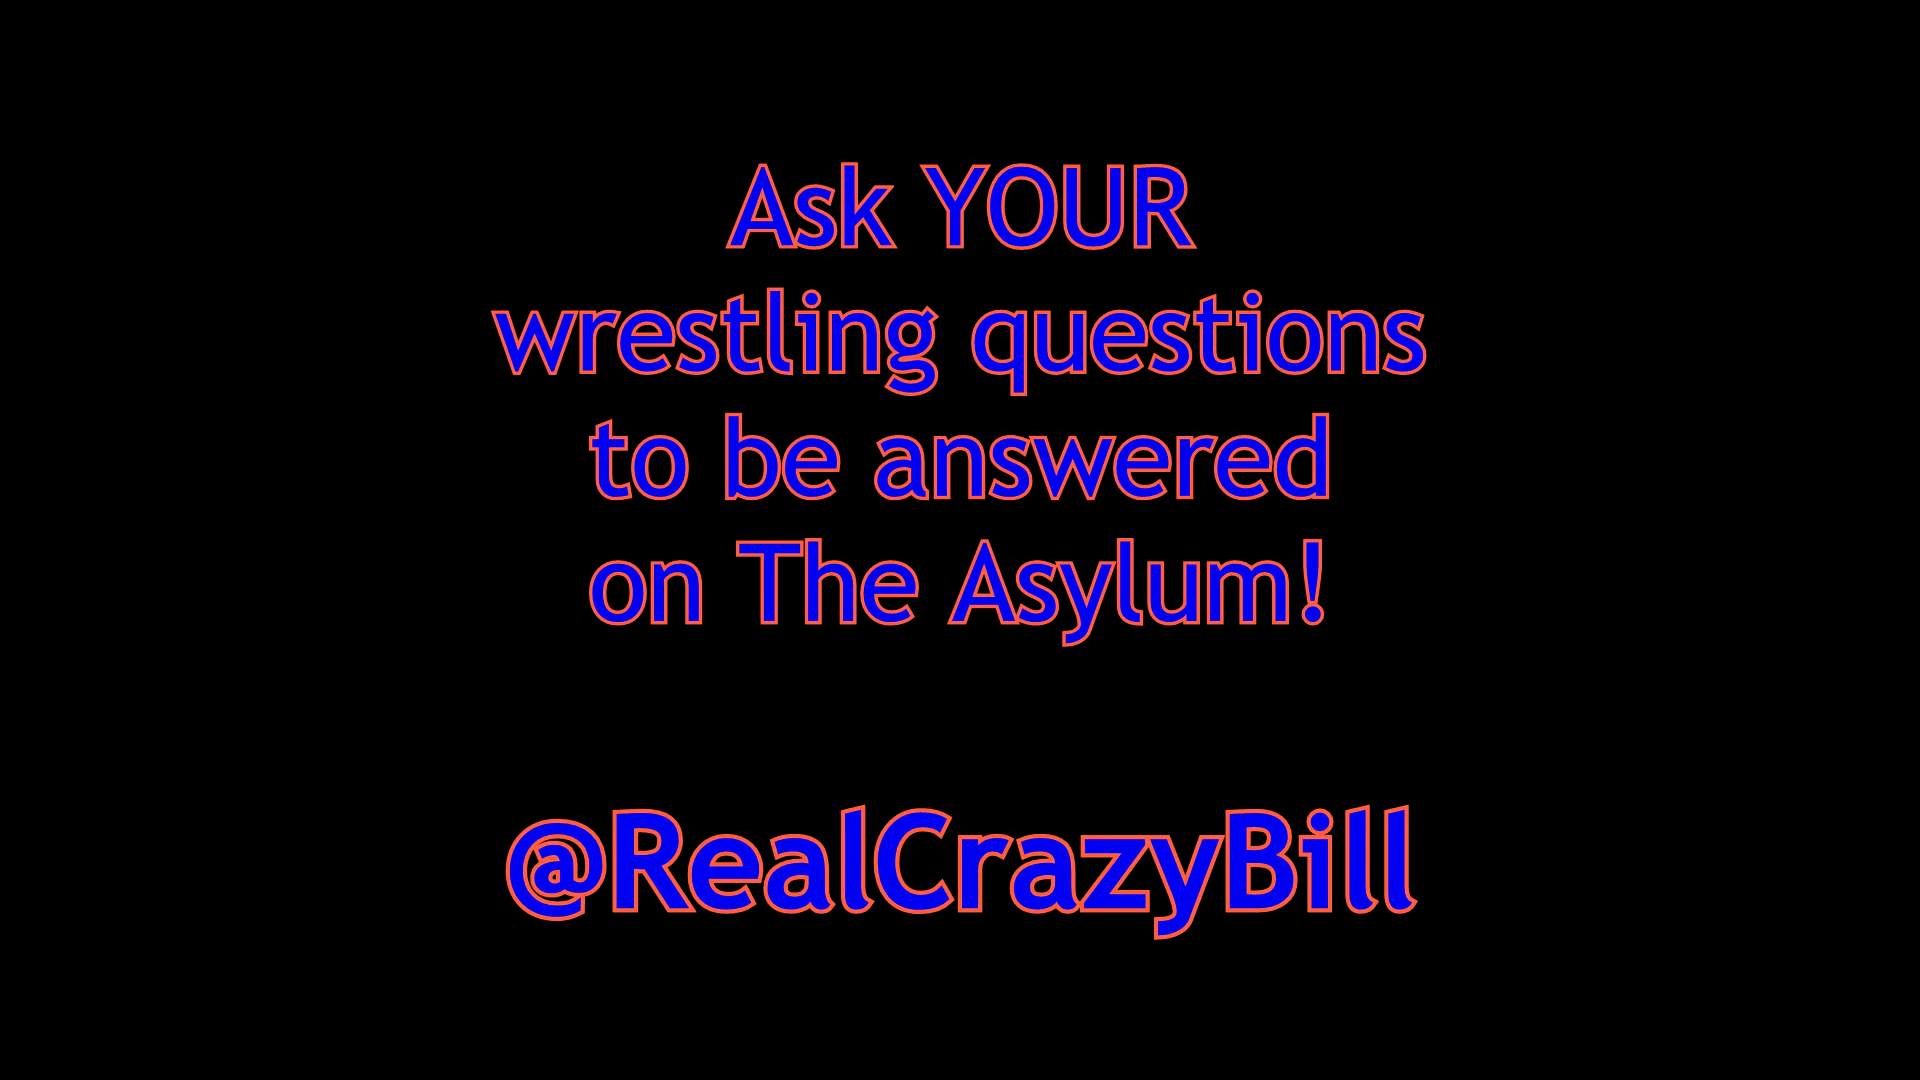 Ask YOUR
wrestling questions
to be answered
on The Asylum!
@RealCrazyBill